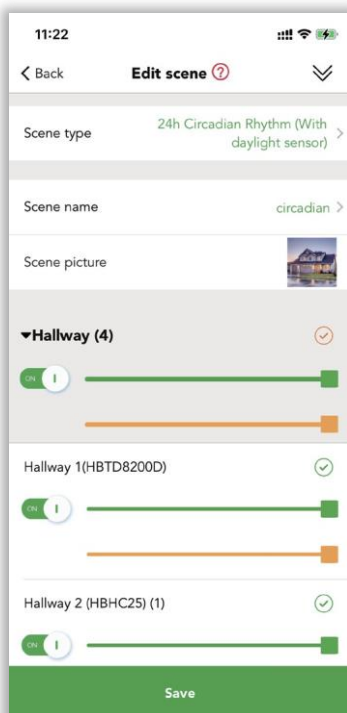 11:22
Back
Edit scene ?
Scene type
24h Circadian Rhythm (With
daylight sensor)
Scene name
circadian
Scene picture
Hallway (4)
ON
Hallway 1(HBTD8200D)
ON
Hallway 2 (HBHC25) (1)
ON
Save